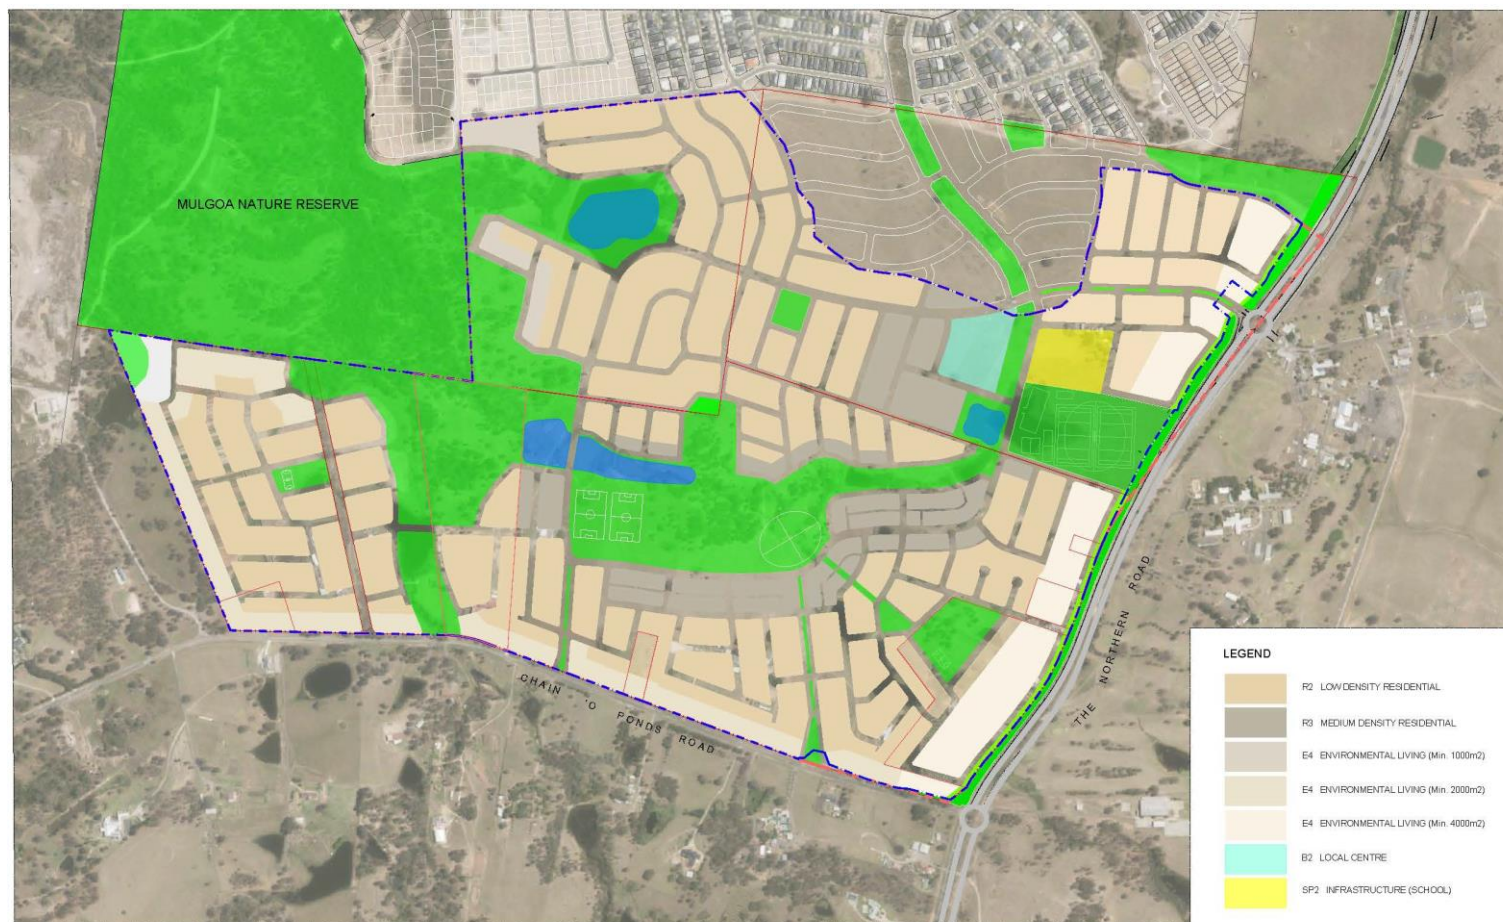 MULGOA NATURE RESERVE
CHAIN 'O PONDS ROAD
THE NORTHERN ROAD
LEGEND
R2 LOW DENSITY RESIDENTIAL
R3 MEDIUM DENSITY RESIDENTIAL
E4 ENVIRONMENTAL LIVING (Min. 1000m2)
E4 ENVIRONMENTAL LIVING (Min. 2000m2)
E4 ENVIRONMENTAL LIVING (Min. 4000m2)
B2 LOCAL CENTRE
SP2 INFRASTRUCTURE (SCHOOL)